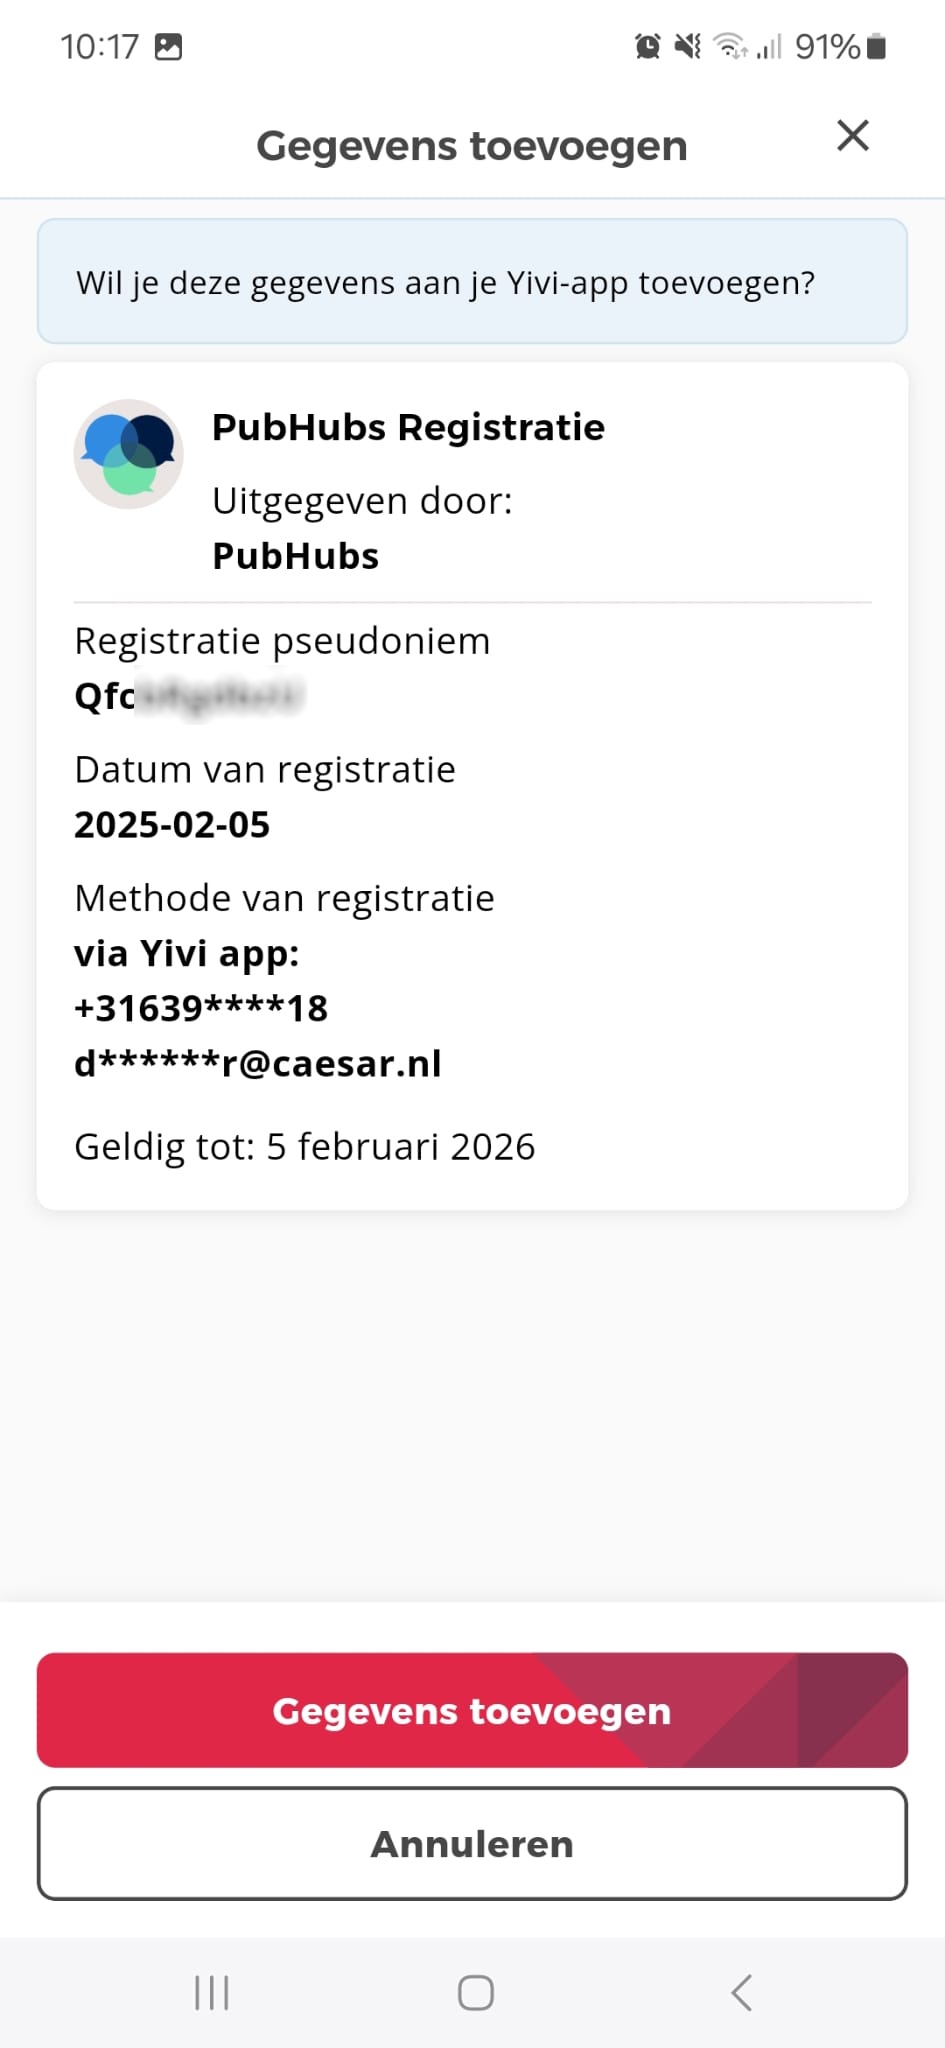 10:17
91%
Gegevens toevoegen
Wil je deze gegevens aan je Yivi-app toevoegen?
PubHubs Registratie
Uitgegeven door:
PubHubs
Registratie pseudoniem
Datum van registratie
2025-02-05
Methode van registratie
via Yivi app:
+31639****18
d******r@caesar.nl
Geldig tot: 5 februari 2026
Gegevens toevoegen
Annuleren